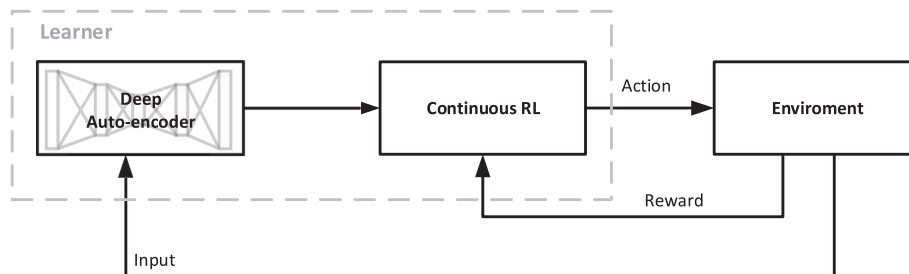 Learner
Deep
Auto-encoder
Continuous RL
Action
Enviroment
Reward
Input